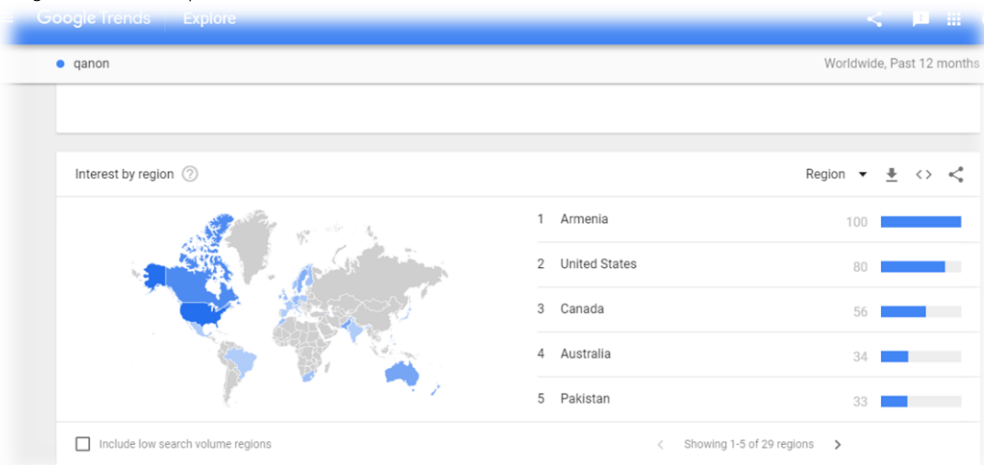 Google Trends Explore
qanon Worldwide, Past 12 months
Interest by region Region
1 Armenia 100
2 United States 80
3 Canada 56
4 Australia 34
5 Pakistan 33
Include low search volume regions Showing 1-5 of 29 regions